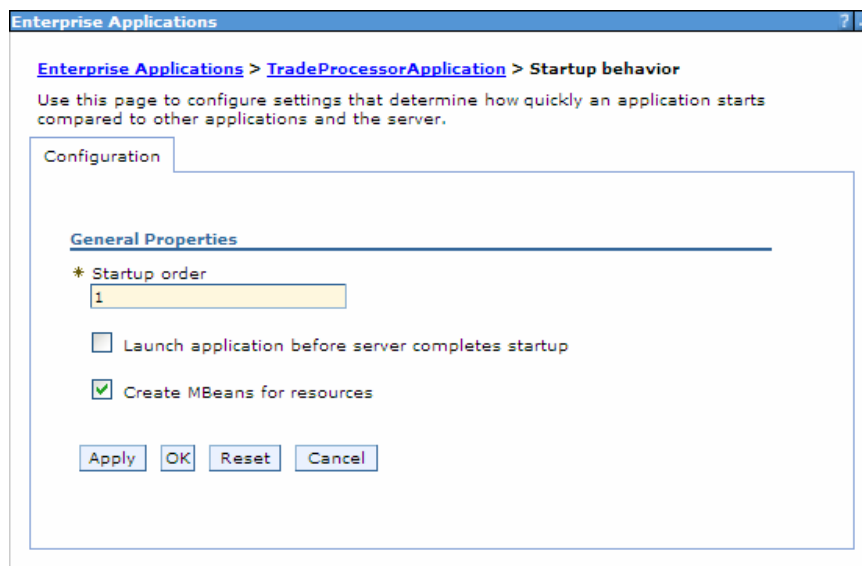 Enterprise Applications ?
Enterprise Applications > TradeProcessorApplication > Startup behavior
Use this page to configure settings that determine how quickly an application starts
compared to other applications and the server.
Configuration
General Properties
* Startup order
1
Launch application before server completes startup
Create MBeans for resources
Apply OK Reset Cancel